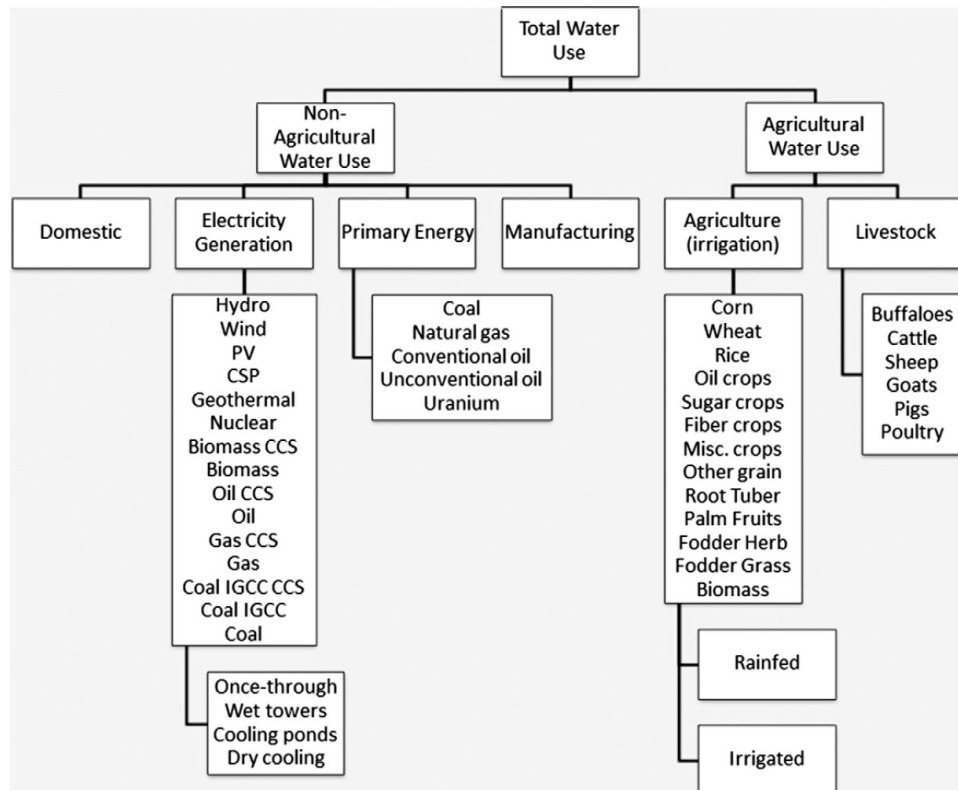 Total Water
Use
Non-
Agricultural
Water Use
Agricultural
Water Use
Domestic
Electricity
Generation
Primary Energy
Manufacturing
Agriculture
(irrigation)
Livestock
Hydro
Wind
PV
CSP
Geothermal
Nuclear
Biomass CCS
Biomass
Oil CCS
Oil
Gas CCS
Gas
Coal IGCC CCS
Coal IGCC
Coal
Coal
Natural gas
Conventional oil
Unconventional oil
Uranium
Corn
Wheat
Rice
Oil crops
Sugar crops
Fiber crops
Misc. crops
Other grain
Root Tuber
Palm Fruits
Fodder Herb
Fodder Grass
Biomass
Buffaloes
Cattle
Sheep
Goats
Pigs
Poultry
Once-through
Wet towers
Cooling ponds
Dry cooling
Rainfed
Irrigated